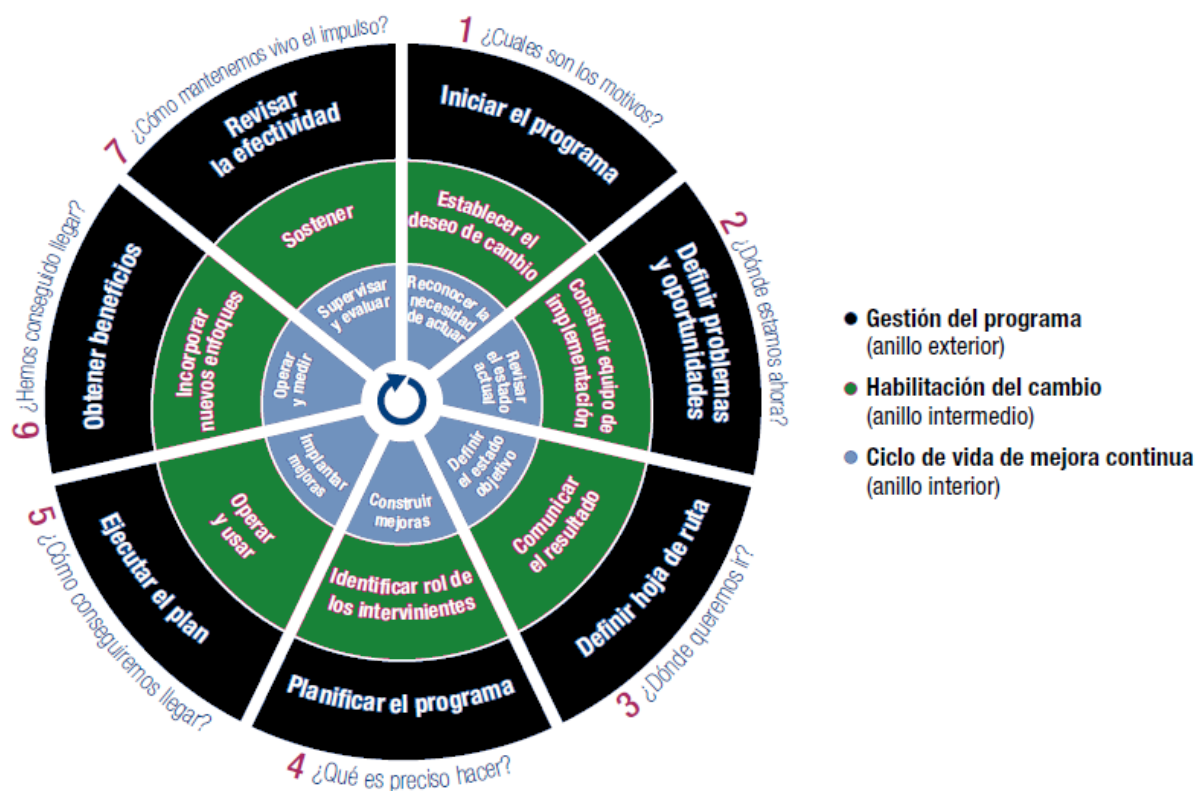 1 ¿Cuales son los motivos?
Iniciar el programa
Establecer el
deseo de cambio
Reconocer la
necesidad
de actuar
2 ¿Dónde estamos ahora?
Definir problemas
y oportunidades
Constituir equipo de
implementación
Revisar
el estado
actual
3 ¿Dónde queremos ir?
Definir hoja de ruta
Comunicar
el resultado
Definir
el estado
objetivo
4 ¿Qué es preciso hacer?
Planificar el programa
Identificar rol de
los intervinientes
Construir
mejoras
5 ¿Cómo conseguiremos llegar?
Ejecutar el plan
Operar
y usar
Implantar
mejoras
6 ¿Hemos conseguido llegar?
Obtener beneficios
Incorporar
nuevos enfoques
Operar
y medir
7 ¿Cómo mantenemos vivo el impulso?
Revisar
la efectividad
Sostener
Supervisar
y evaluar
Gestión del programa
(anillo exterior)
Habilitación del cambio
(anillo intermedio)
Ciclo de vida de mejora continua
(anillo interior)